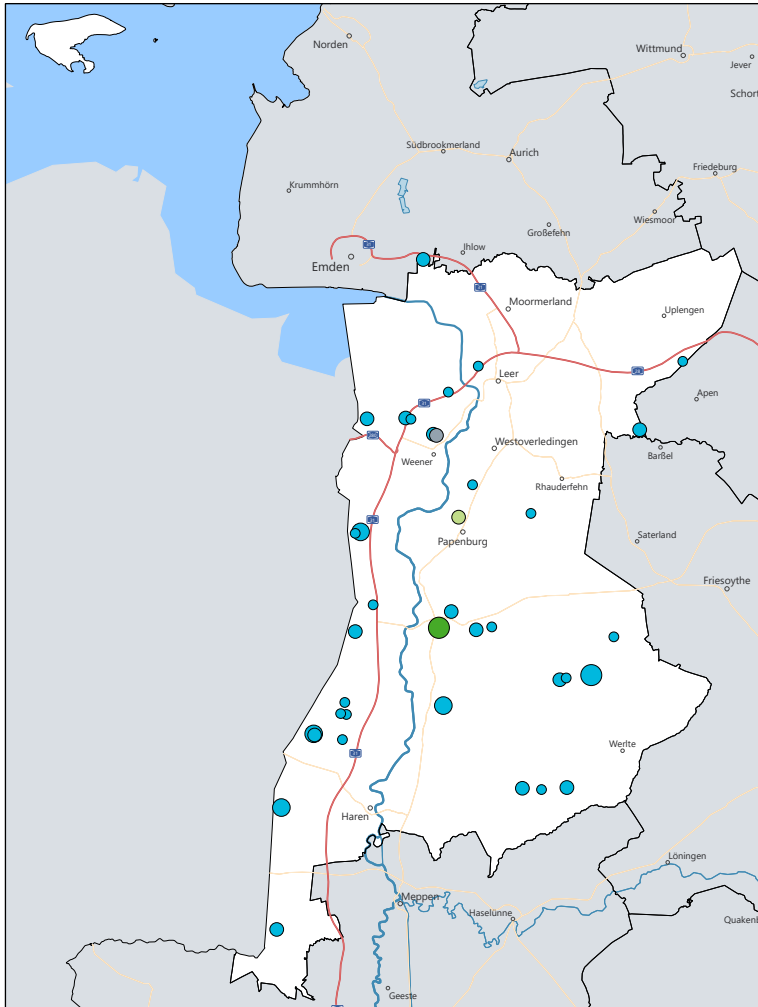 Norden
Wittmund
Jever
Schort
Südbrookmerland
Aurich
Friedeburg
Krummhörn
Wiesmoor
Großefehn
Ihlow
Emden
Moormerland
Uplengen
Leer
Apen
Westoverledingen
Barßel
Weener
Rhauderfehn
Papenburg
Saterland
Friesoythe
Werlte
Haren
Löningen
Meppen
Haselünne
Quakenb
Geeste